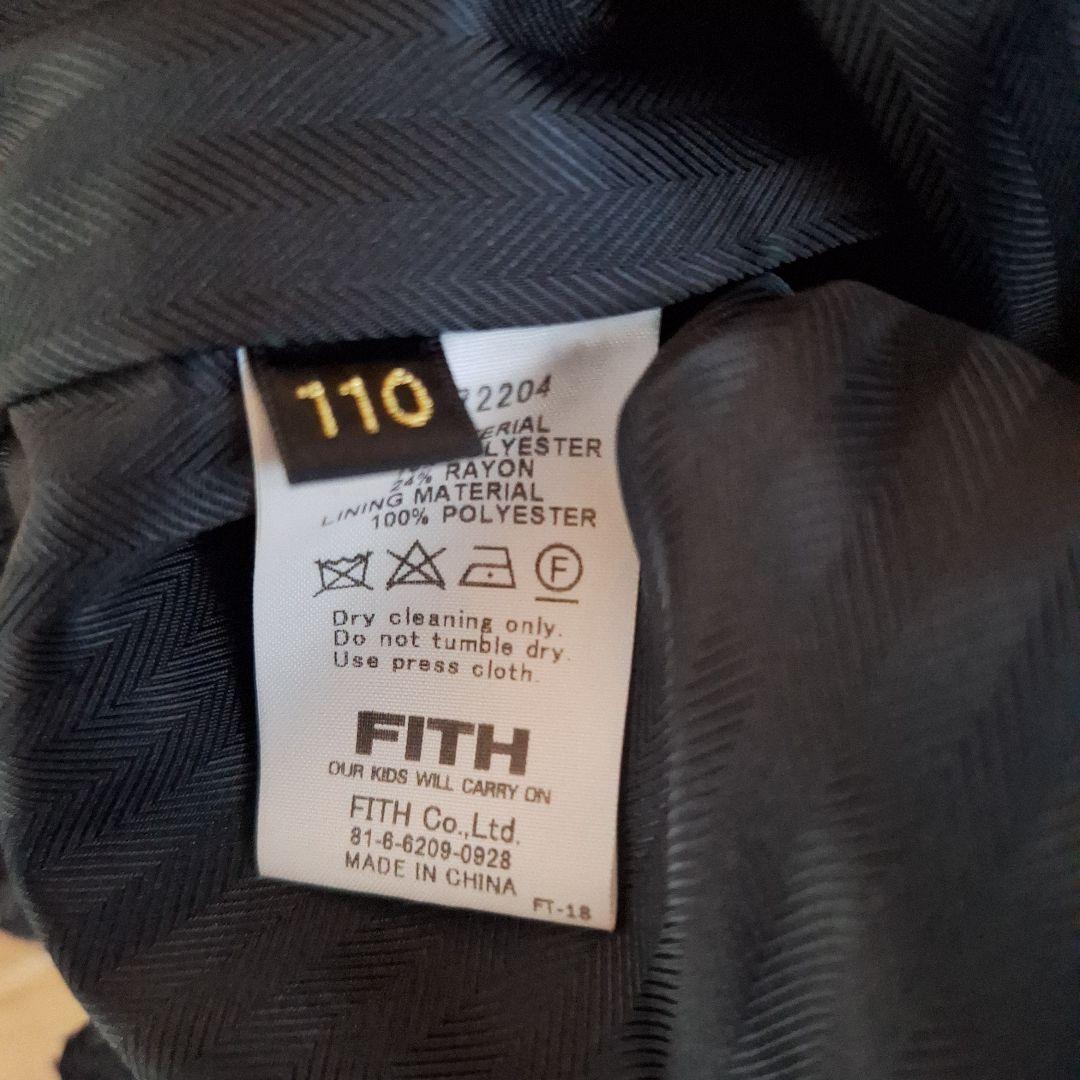 110
2204
POLYESTER
24% RAYON
LINING MATERIAL
100% POLYESTER
F
Dry cleaning only.
Do not tumble dry.
Use press cloth.
FITH
OUR KIDS WILL CARRY ON
FITH Co.,Ltd.
81-6-6209-0928
MADE IN CHINA
FT-18